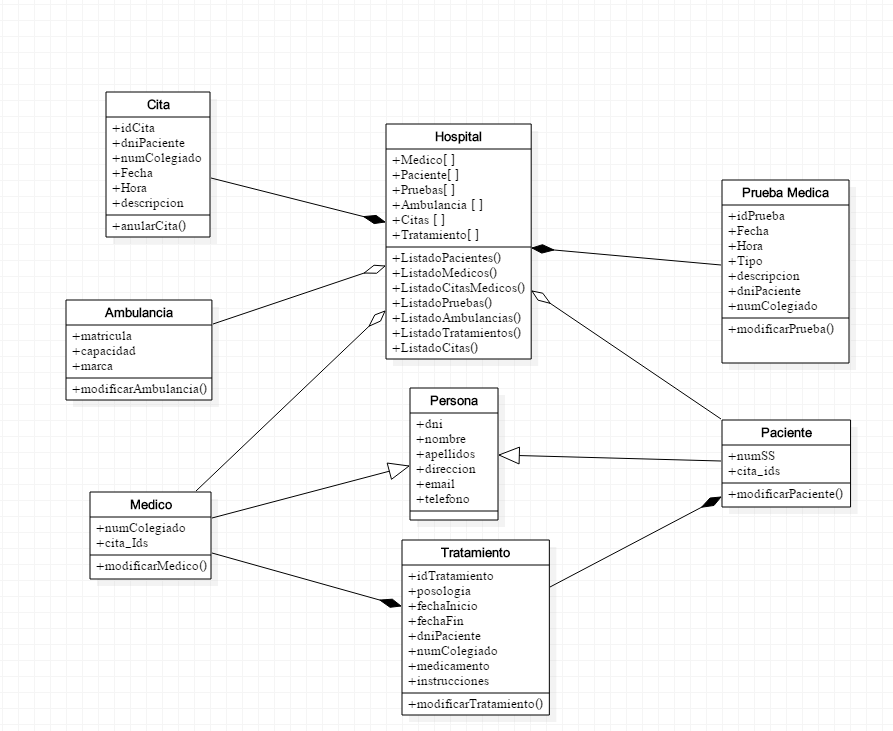 Cita
+idCita
+dniPaciente
+numColegiado
+Fecha
+Hora
+descripcion
+anularCita()
Hospital
+Medico[ ]
+Paciente[ ]
+Pruebas[ ]
+Ambulancia [ ]
+Citas [ ]
+Tratamiento[ ]
+ListadoPacientes()
+ListadoMedicos()
+ListadoCitasMedicos()
+ListadoPruebas()
+ListadoAmbulancias()
+ListadoTratamientos()
+ListadoCitas()
Prueba Medica
+idPrueba
+Fecha
+Hora
+Tipo
+descripcion
+dniPaciente
+numColegiado
+modificarPrueba()
Ambulancia
+matricula
+capacidad
+marca
+modificarAmbulancia()
Persona
+dni
+nombre
+apellidos
+direccion
+email
+telefono
Paciente
+numSS
+cita_ids
+modificarPaciente()
Medico
+numColegiado
+cita_Ids
+modificarMedico()
Tratamiento
+idTratamiento
+posologia
+fechaInicio
+fechaFin
+dniPaciente
+numColegiado
+medicamento
+instrucciones
+modificarTratamiento()